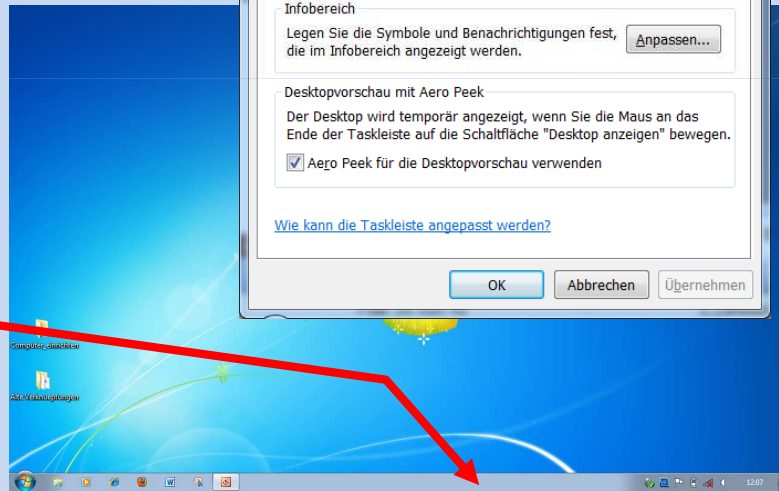 Infobereich
Legen Sie die Symbole und Benachrichtigungen fest,
die im Infobereich angezeigt werden.
Anpassen...
Desktopvorschau mit Aero Peek
Der Desktop wird temporär angezeigt, wenn Sie die Maus an das
Ende der Taskleiste auf die Schaltfläche "Desktop anzeigen" bewegen.
Aero Peek für die Desktopvorschau verwenden
Wie kann die Taskleiste angepasst werden?
OK
Abbrechen
Übernehmen
Computer_einrichten
Alte Verknuepfungen
12:07